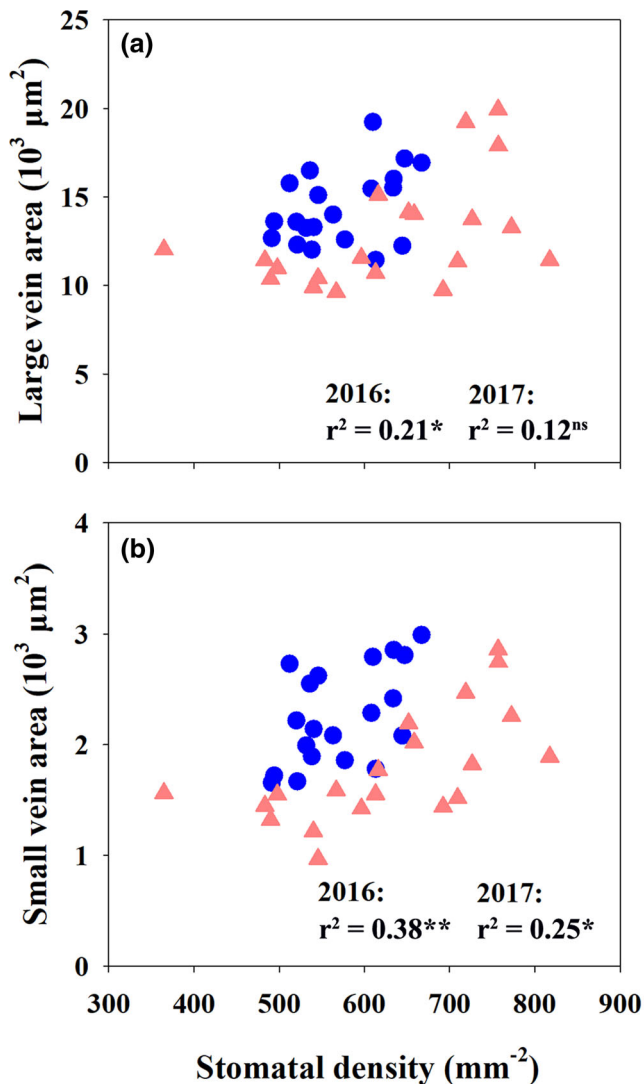 (a)
Large vein area (10³ µm²)
25
20
15
10
5
0
2016: 2017:
r² = 0.21* r² = 0.12ⁿˢ
(b)
Small vein area (10³ µm²)
4
3
2
1
0
2016: 2017:
r² = 0.38** r² = 0.25*
300 400 500 600 700 800 900
Stomatal density (mm⁻²)